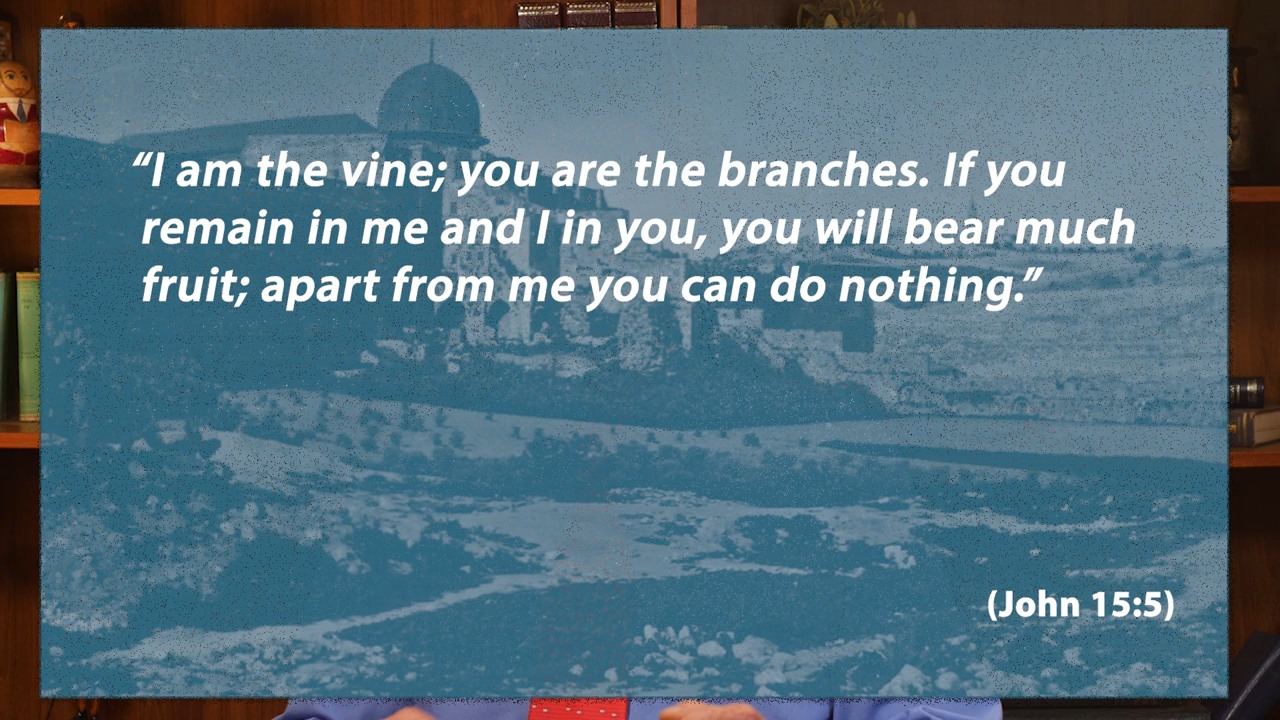 “I am the vine; you are the branches. If you
remain in me and I in you, you will bear much
fruit; apart from me you can do nothing.”
(John 15:5)